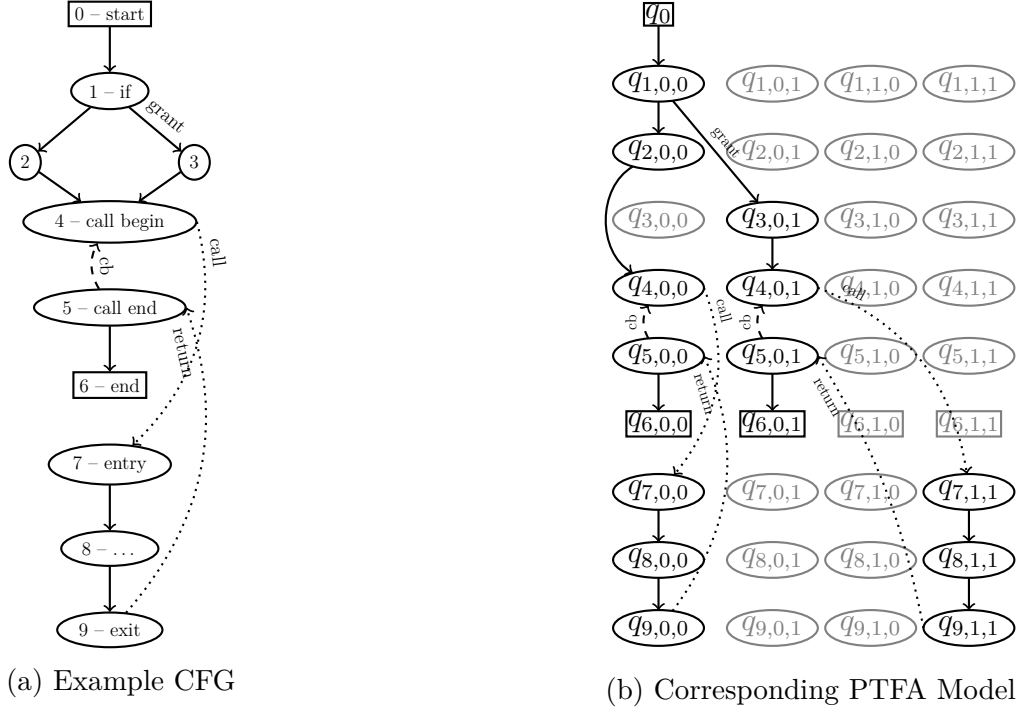 0 – start
1 – if
grant
2
3
4 – call begin
call
cb
5 – call end
return
6 – end
7 – entry
8 – . . .
9 – exit
(a) Example CFG
q0
q1,0,0 q1,0,1 q1,1,0 q1,1,1
grant
q2,0,0 q2,0,1 q2,1,0 q2,1,1
q3,0,0 q3,0,1 q3,1,0 q3,1,1
q4,0,0 q4,0,1 q4,1,0 q4,1,1
call call
cb cb
q5,0,0 q5,0,1 q5,1,0 q5,1,1
return return
q6,0,0 q6,0,1 q6,1,0 q6,1,1
q7,0,0 q7,0,1 q7,1,0 q7,1,1
q8,0,0 q8,0,1 q8,1,0 q8,1,1
q9,0,0 q9,0,1 q9,1,0 q9,1,1
(b) Corresponding PTFA Model